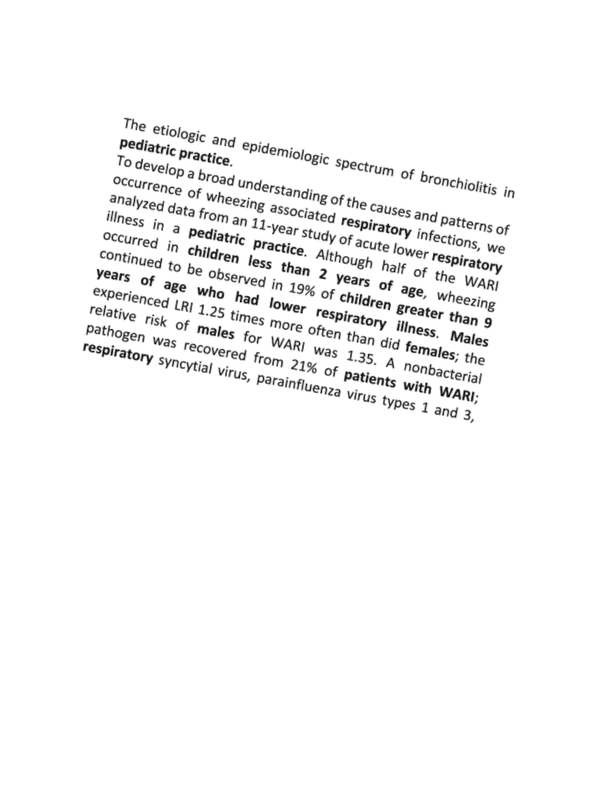 The etiologic and epidemiologic spectrum of bronchiolitis in
pediatric practice.
To develop a broad understanding of the causes and patterns of
occurrence of wheezing associated respiratory infections, we
analyzed data from an 11-year study of acute lower respiratory
illness in a pediatric practice. Although half of the WARI
occurred in children less than 2 years of age, wheezing
continued to be observed in 19% of children greater than 9
years of age who had lower respiratory illness. Males
experienced LRI 1.25 times more often than did females; the
relative risk of males for WARI was 1.35. A nonbacterial
pathogen was recovered from 21% of patients with WARI;
respiratory syncytial virus, parainfluenza virus types 1 and 3,